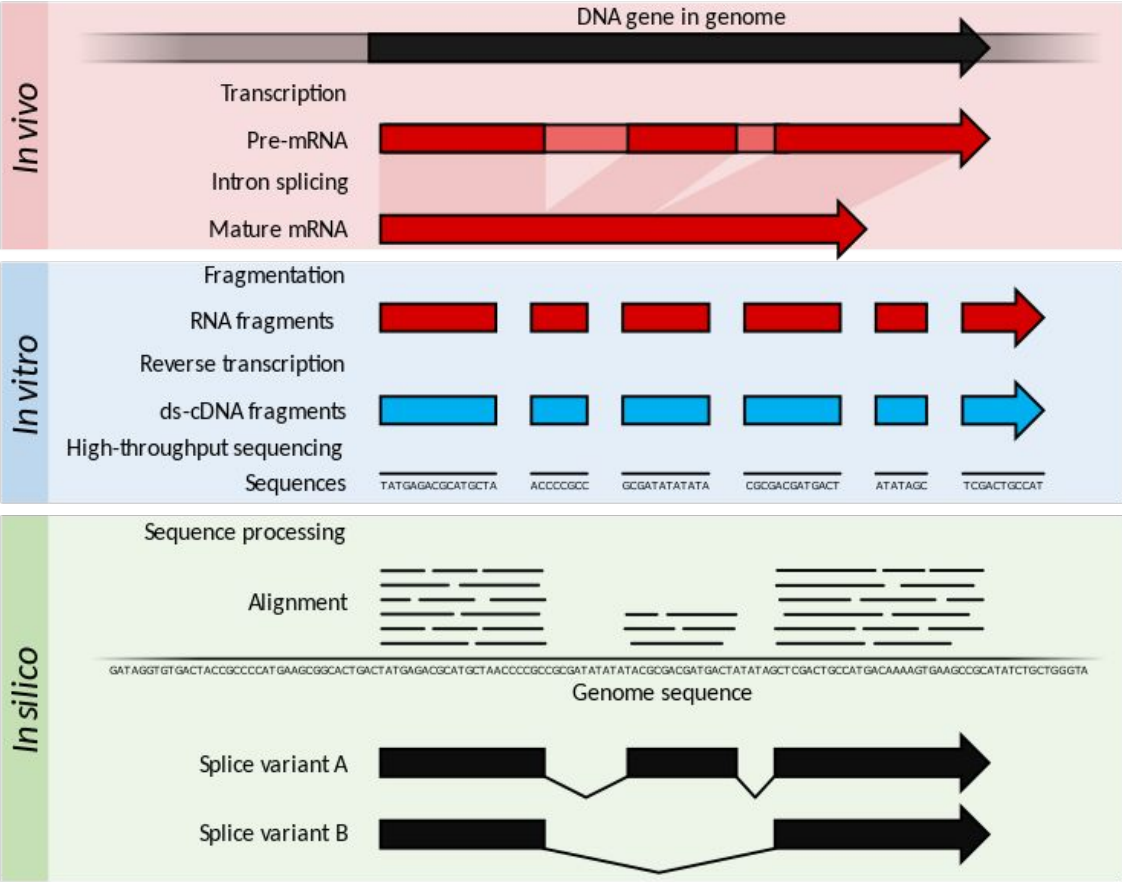 In vivo
DNA gene in genome
Transcription
Pre-mRNA
Intron splicing
Mature mRNA
In vitro
Fragmentation
RNA fragments
Reverse transcription
ds-cDNA fragments
High-throughput sequencing
Sequences TATGAGACGCATGCTA ACCCCGCC GCGATATATATA CGCGACGATGACT ATATAGC TCGACTGCCAT
In silico
Sequence processing
Alignment
GATAGGTGTGACTACCGCCCCATGAAGCGGCACTGACTATGAGACGCATGCTAACCCCGCCGCGATATATATACGCGACGATGACTATATAGCTCGACTGCCATGACAAAAGTGAAGCCGCATATCTGCTGGGTA
Genome sequence
Splice variant A
Splice variant B